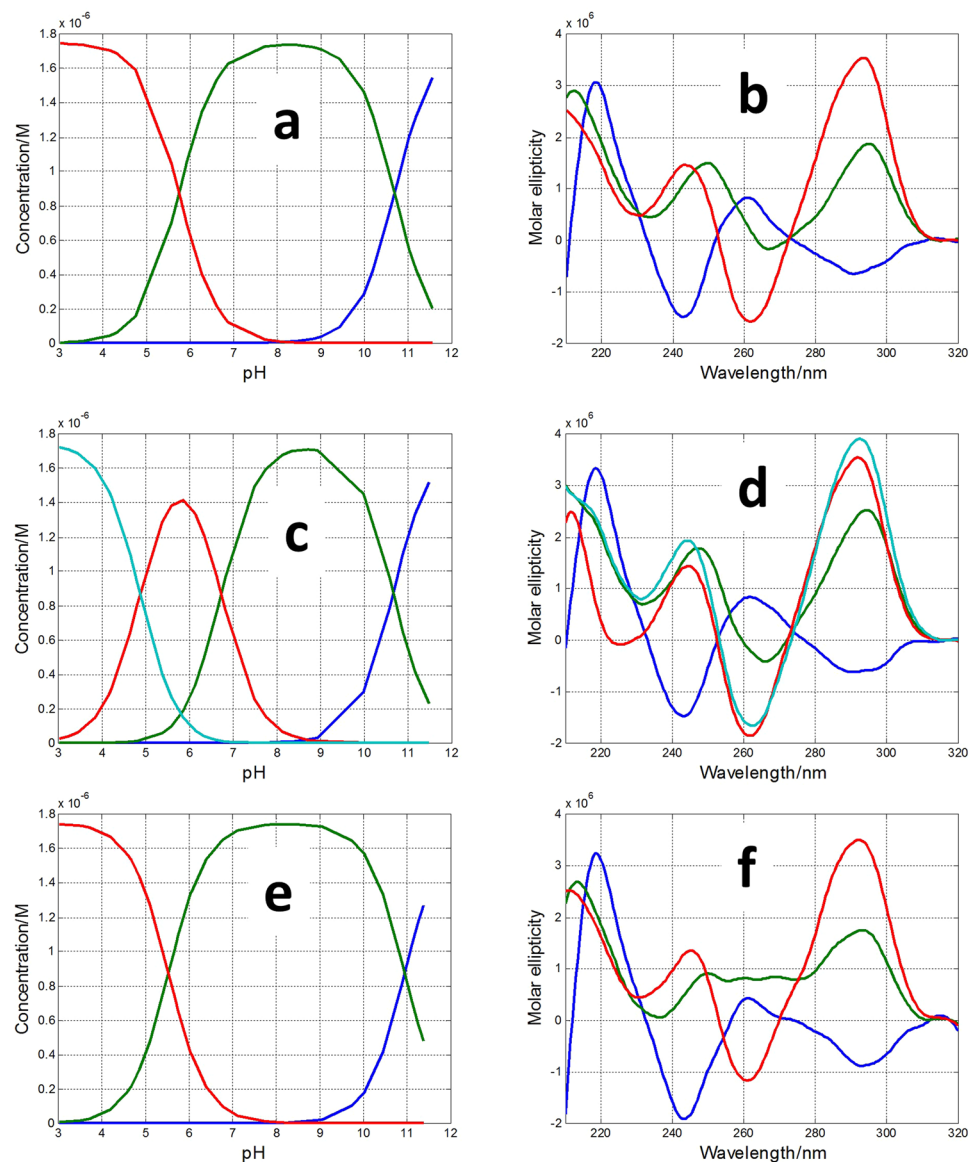 x 10⁻⁶
1.8
1.6
1.4
1.2
1
0.8
0.6
0.4
0.2
0
Concentration/M
a
3 4 5 6 7 8 9 10 11 12
pH
x 10⁶
4
3
2
1
0
-1
-2
Molar ellipticity
b
220 240 260 280 300 320
Wavelength/nm
x 10⁻⁶
1.8
1.6
1.4
1.2
1
0.8
0.6
0.4
0.2
0
Concentration/M
c
3 4 5 6 7 8 9 10 11 12
pH
x 10⁶
4
3
2
1
0
-1
-2
Molar ellipticity
d
220 240 260 280 300 320
Wavelength/nm
x 10⁻⁶
1.8
1.6
1.4
1.2
1
0.8
0.6
0.4
0.2
0
Concentration/M
e
3 4 5 6 7 8 9 10 11 12
pH
x 10⁶
4
3
2
1
0
-1
-2
Molar ellipticity
f
220 240 260 280 300 320
Wavelength/nm